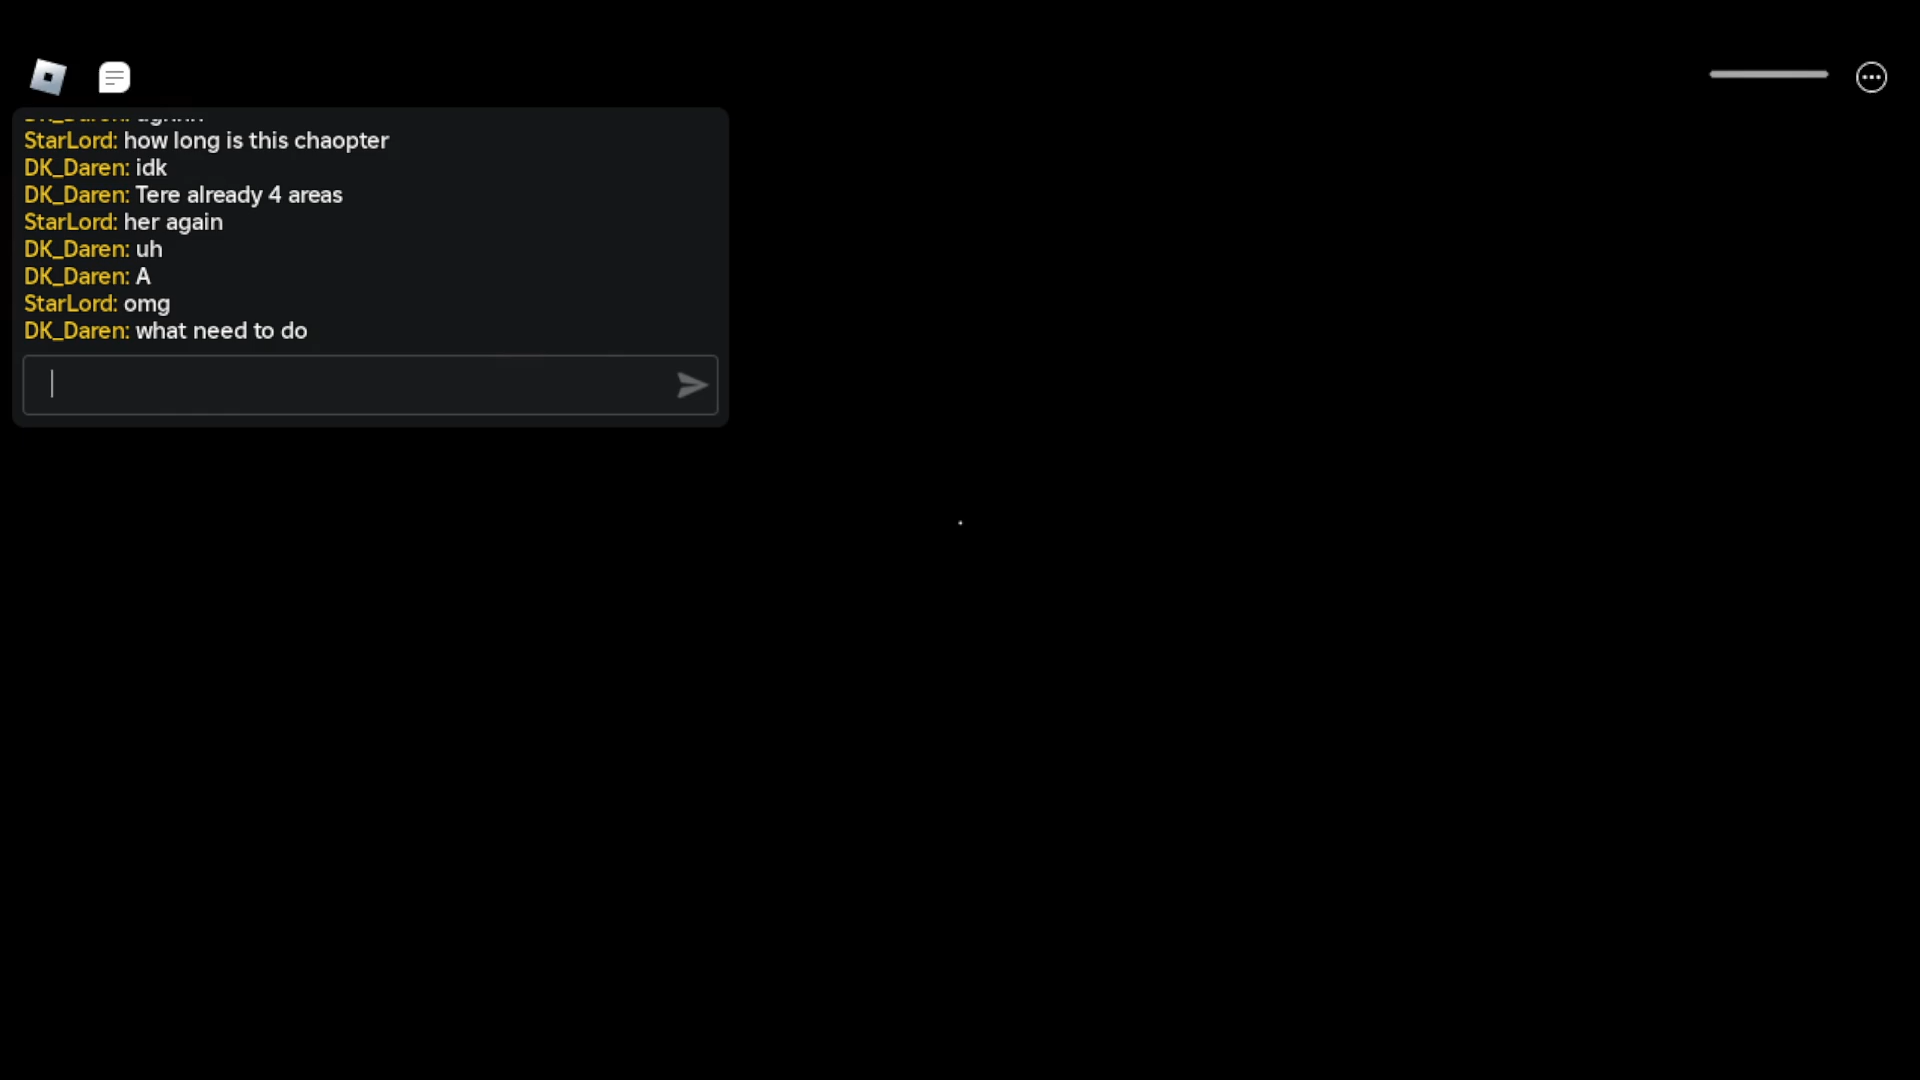 StarLord: how long is this chaopter
DK_Daren: idk
DK_Daren: Tere already 4 areas
StarLord: her again
DK_Daren: uh
DK_Daren: A
StarLord: omg
DK_Daren: what need to do